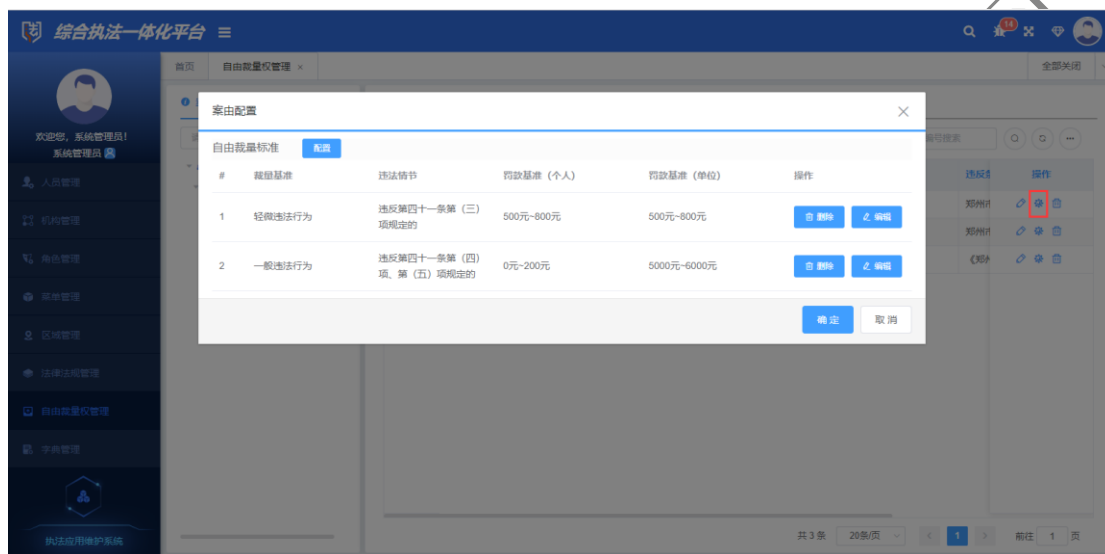 综合执法一体化平台
14
首页 自由裁量权管理 × 全部关闭
欢迎您，系统管理员！
系统管理员
人员管理
机构管理
角色管理
菜单管理
区域管理
法律法规管理
自由裁量权管理
字典管理
执法应用维护系统
案由配置
自由裁量标准 配置
# 裁量基准 违法情节 罚款基准（个人） 罚款基准（单位） 操作
1 轻微违法行为 违反第四十一条第（三）
项规定的 500元~800元 500元~800元 删除 编辑
2 一般违法行为 违反第四十一条第（四）
项、第（五）项规定的 0元~200元 5000元~6000元 删除 编辑
确定 取消
编号搜索
操作
郑州
郑州
共 3 条 20条/页 1 前往 1 页